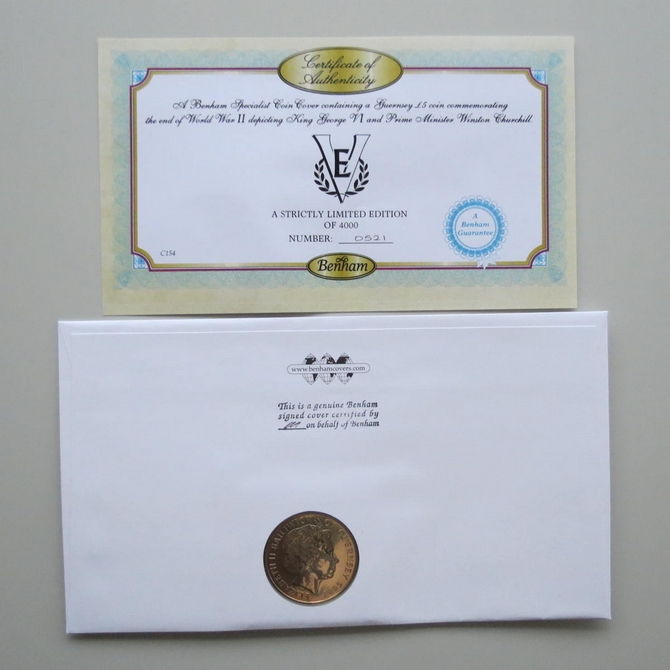 Certificate of
Authenticity
A Benham Specialist Coin Cover containing a Guernsey £5 coin commemorating
the end of World War II depicting King George VI and Prime Minister Winston Churchill.
VE
A STRICTLY LIMITED EDITION
OF 4000
NUMBER: 0521
A
Benham
Guarantee
C154
Benham
www.benhamcovers.com
This is a genuine Benham
signed cover certified by
on behalf of Benham
II BAILIWICK GUERNSEY